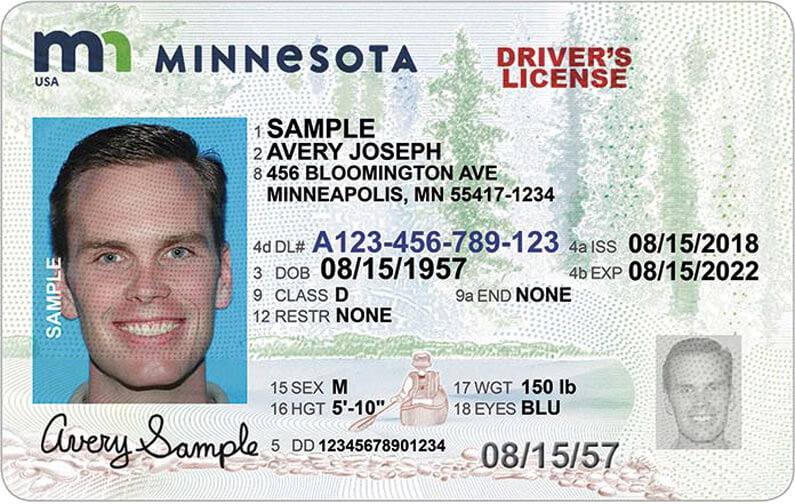 mn MINNESOTA
USA
DRIVER'S
LICENSE
1 SAMPLE
2 AVERY JOSEPH
8 456 BLOOMINGTON AVE
MINNEAPOLIS, MN 55417-1234
4d DL# A123-456-789-123 4a ISS 08/15/2018
3 DOB 08/15/1957 4b EXP 08/15/2022
9 CLASS D 9a END NONE
12 RESTR NONE
SAMPLE
15 SEX M 17 WGT 150 lb
16 HGT 5'-10" 18 EYES BLU
Avery Sample
5 DD 12345678901234
08/15/57